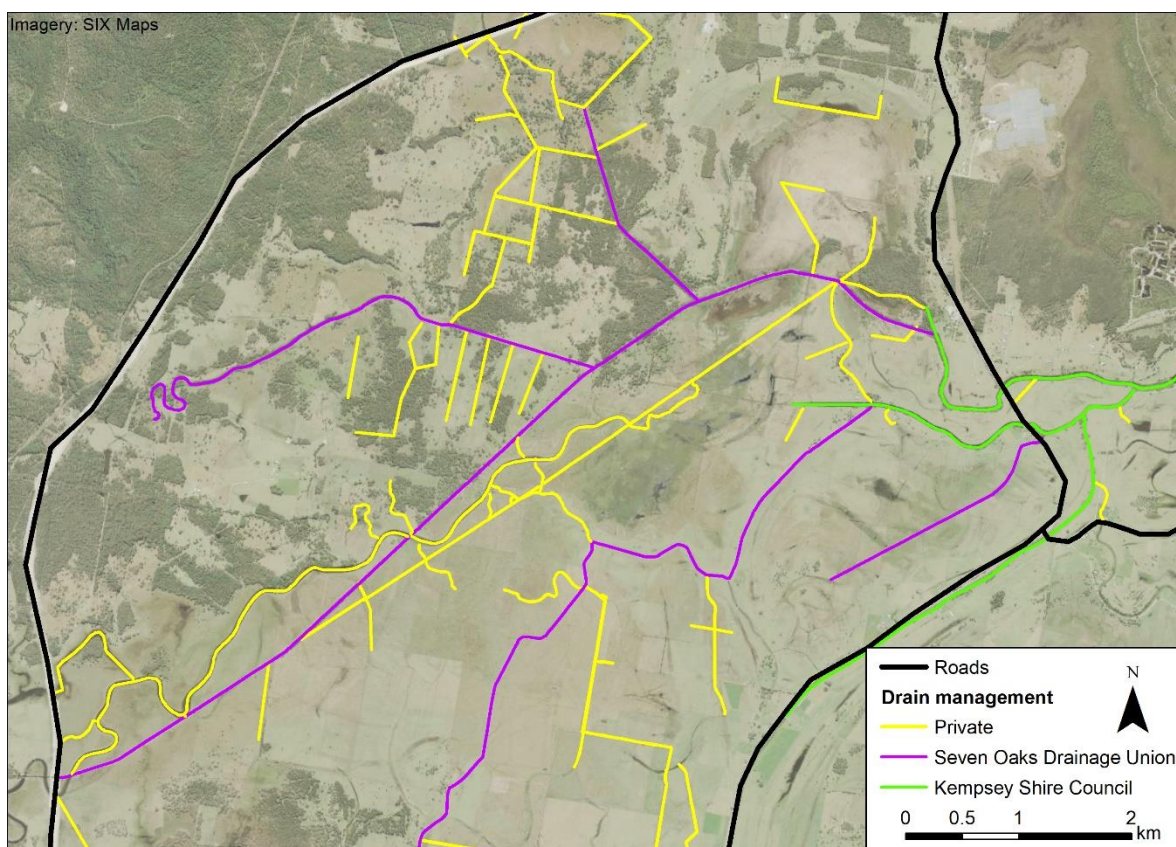 Imagery: SIX Maps
Roads
Drain management
N
Private
Seven Oaks Drainage Union
Kempsey Shire Council
0 0.5 1 2
km